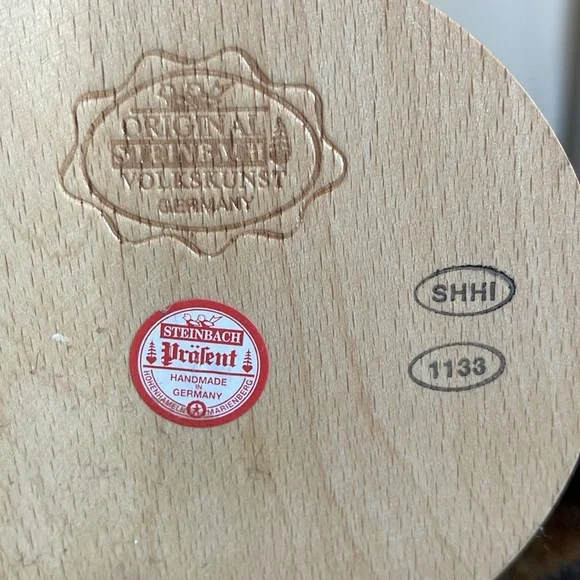 ORIGINAL
STEINBACH
VOLKSKUNST
GERMANY
SHHI
1133
STEINBACH
Präsent
HANDMADE
IN
GERMANY
HOHENHAMELN MARIENBERG